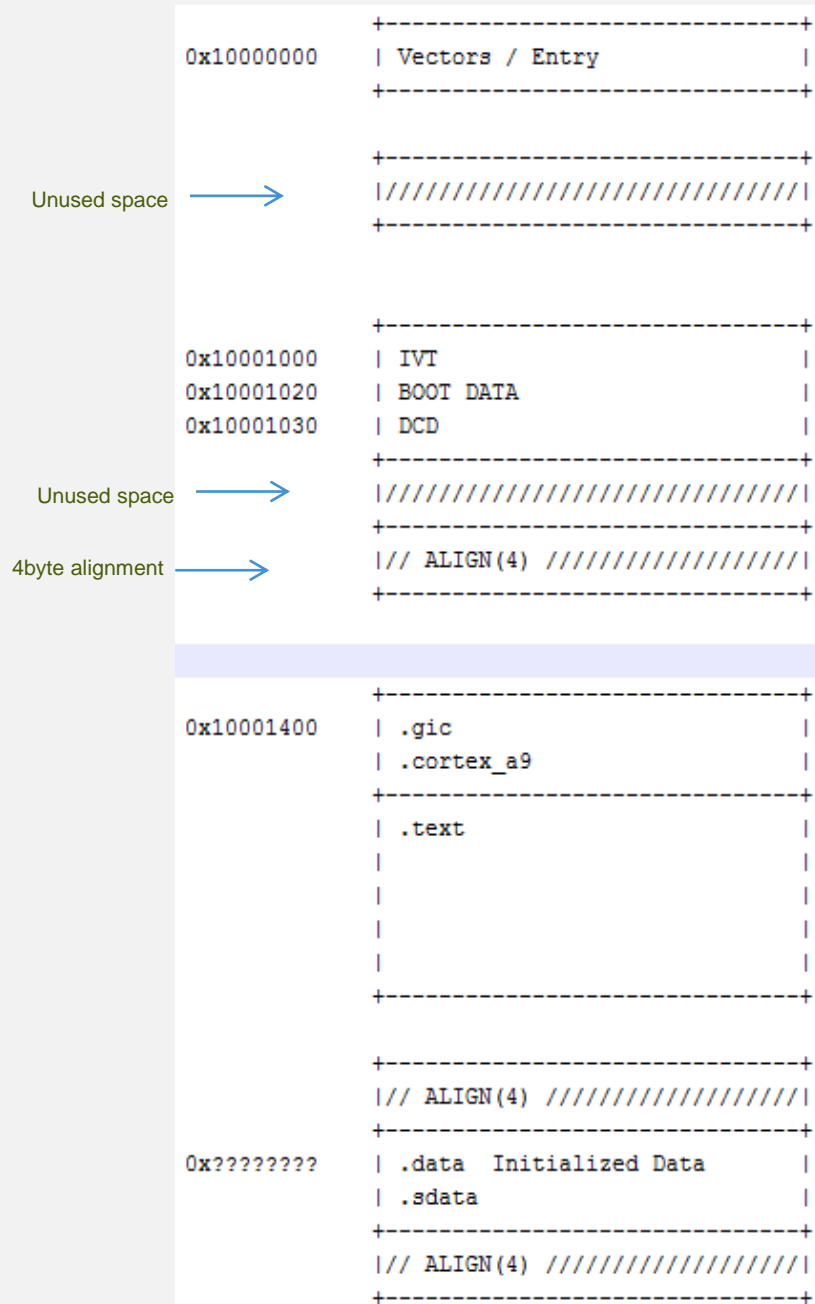 +-------------------------------+
0x10000000 | Vectors / Entry |
+-------------------------------+
+-------------------------------+
Unused space |///////////////////////////////|
+-------------------------------+
+-------------------------------+
0x10001000 | IVT |
0x10001020 | BOOT DATA |
0x10001030 | DCD |
+-------------------------------+
Unused space |///////////////////////////////|
+-------------------------------+
4byte alignment |// ALIGN(4) ///////////////////|
+-------------------------------+
+-------------------------------+
0x10001400 | .gic |
| .cortex_a9 |
+-------------------------------+
| .text |
| |
| |
| |
| |
+-------------------------------+
+-------------------------------+
|// ALIGN(4) ///////////////////|
+-------------------------------+
0x???????? | .data Initialized Data |
| .sdata |
+-------------------------------+
|// ALIGN(4) ///////////////////|
+-------------------------------+